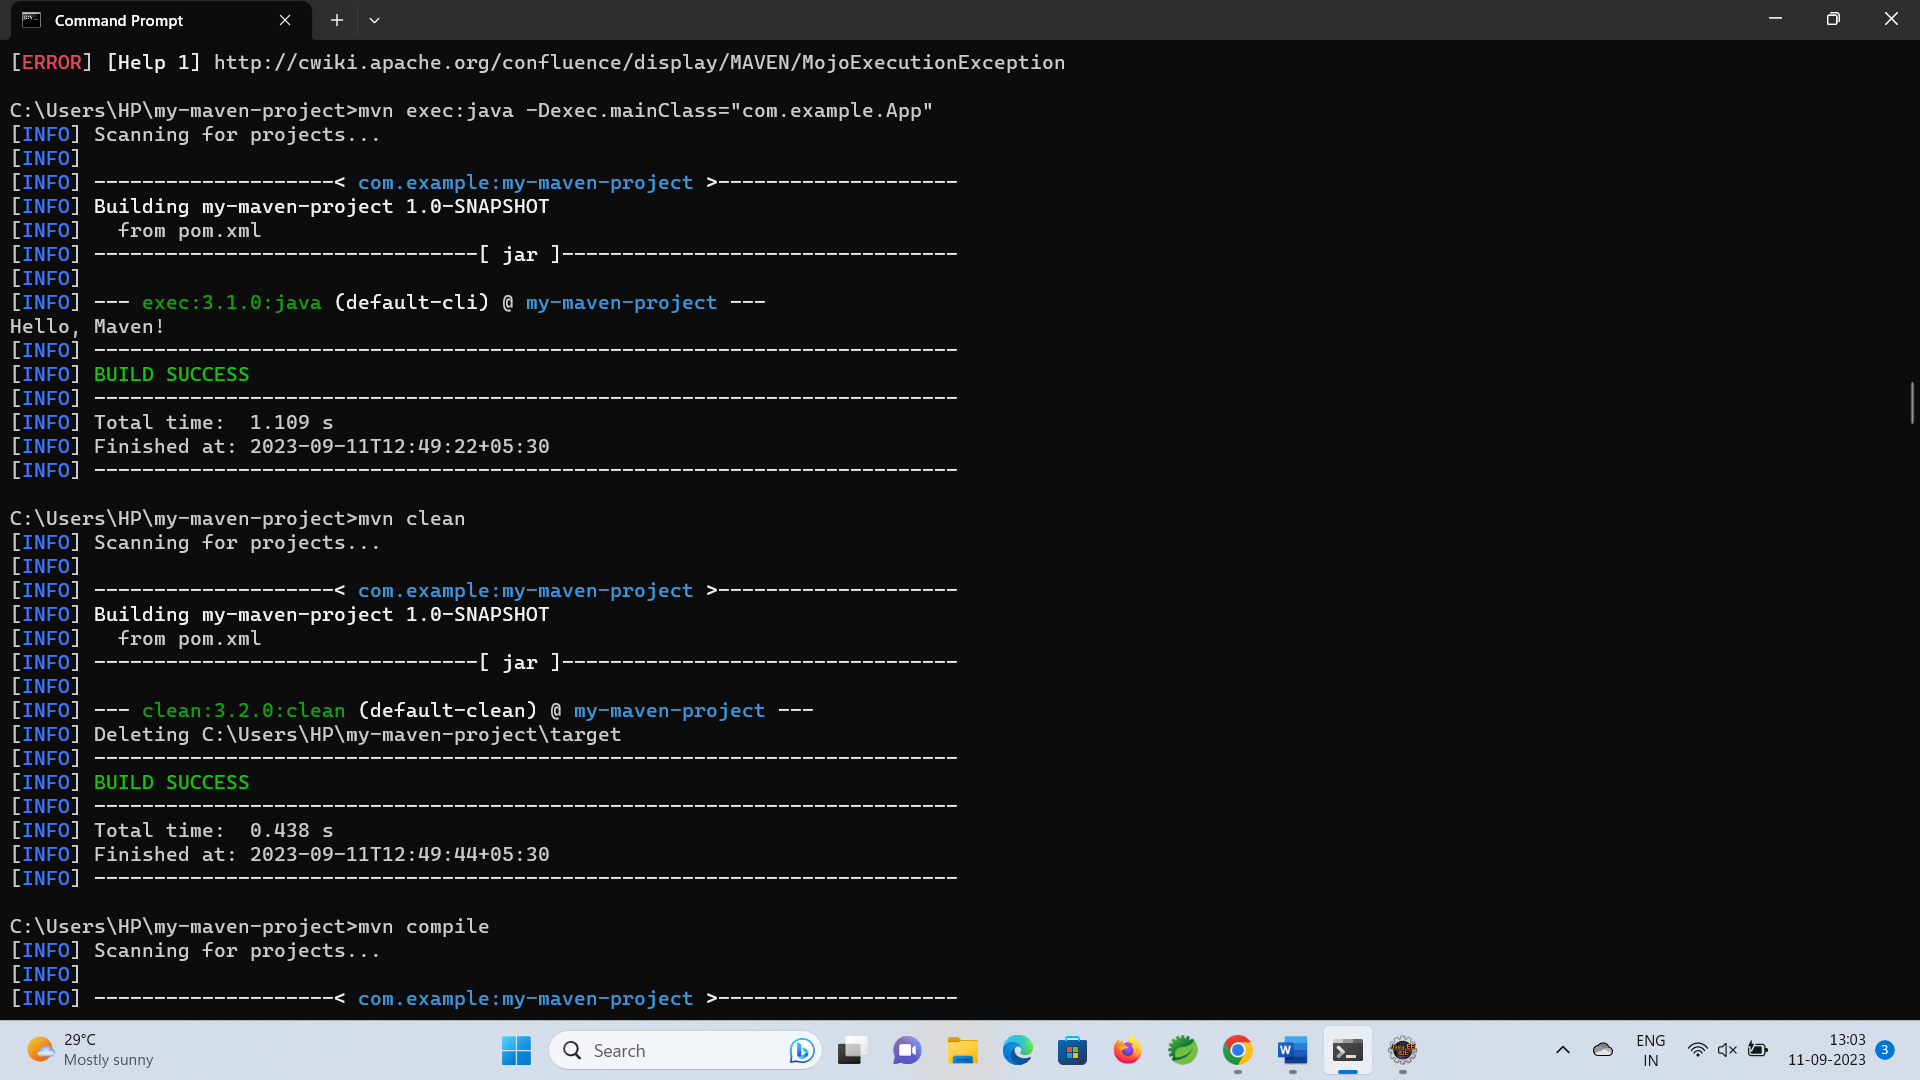 Command Prompt
[ERROR] [Help 1] http://cwiki.apache.org/confluence/display/MAVEN/MojoExecutionException
C:\Users\HP\my-maven-project>mvn exec:java -Dexec.mainClass="com.example.App"
[INFO] Scanning for projects...
[INFO]
[INFO] --------------------< com.example:my-maven-project >--------------------
[INFO] Building my-maven-project 1.0-SNAPSHOT
[INFO]   from pom.xml
[INFO] --------------------------------[ jar ]---------------------------------
[INFO]
[INFO] --- exec:3.1.0:java (default-cli) @ my-maven-project ---
Hello, Maven!
[INFO] ------------------------------------------------------------------------
[INFO] BUILD SUCCESS
[INFO] ------------------------------------------------------------------------
[INFO] Total time:  1.109 s
[INFO] Finished at: 2023-09-11T12:49:22+05:30
[INFO] ------------------------------------------------------------------------
C:\Users\HP\my-maven-project>mvn clean
[INFO] Scanning for projects...
[INFO]
[INFO] --------------------< com.example:my-maven-project >--------------------
[INFO] Building my-maven-project 1.0-SNAPSHOT
[INFO]   from pom.xml
[INFO] --------------------------------[ jar ]---------------------------------
[INFO]
[INFO] --- clean:3.2.0:clean (default-clean) @ my-maven-project ---
[INFO] Deleting C:\Users\HP\my-maven-project\target
[INFO] ------------------------------------------------------------------------
[INFO] BUILD SUCCESS
[INFO] ------------------------------------------------------------------------
[INFO] Total time:  0.438 s
[INFO] Finished at: 2023-09-11T12:49:44+05:30
[INFO] ------------------------------------------------------------------------
C:\Users\HP\my-maven-project>mvn compile
[INFO] Scanning for projects...
[INFO]
[INFO] --------------------< com.example:my-maven-project >--------------------
29°C
Mostly sunny
Search
ENG
IN
13:03
11-09-2023
3